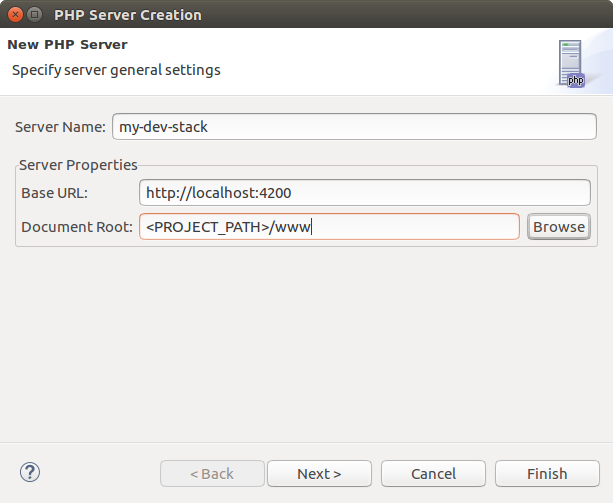 PHP Server Creation
New PHP Server
Specify server general settings
php
Server Name: my-dev-stack
Server Properties
Base URL: http://localhost:4200
Document Root: <PROJECT_PATH>/www Browse
? < Back Next > Cancel Finish